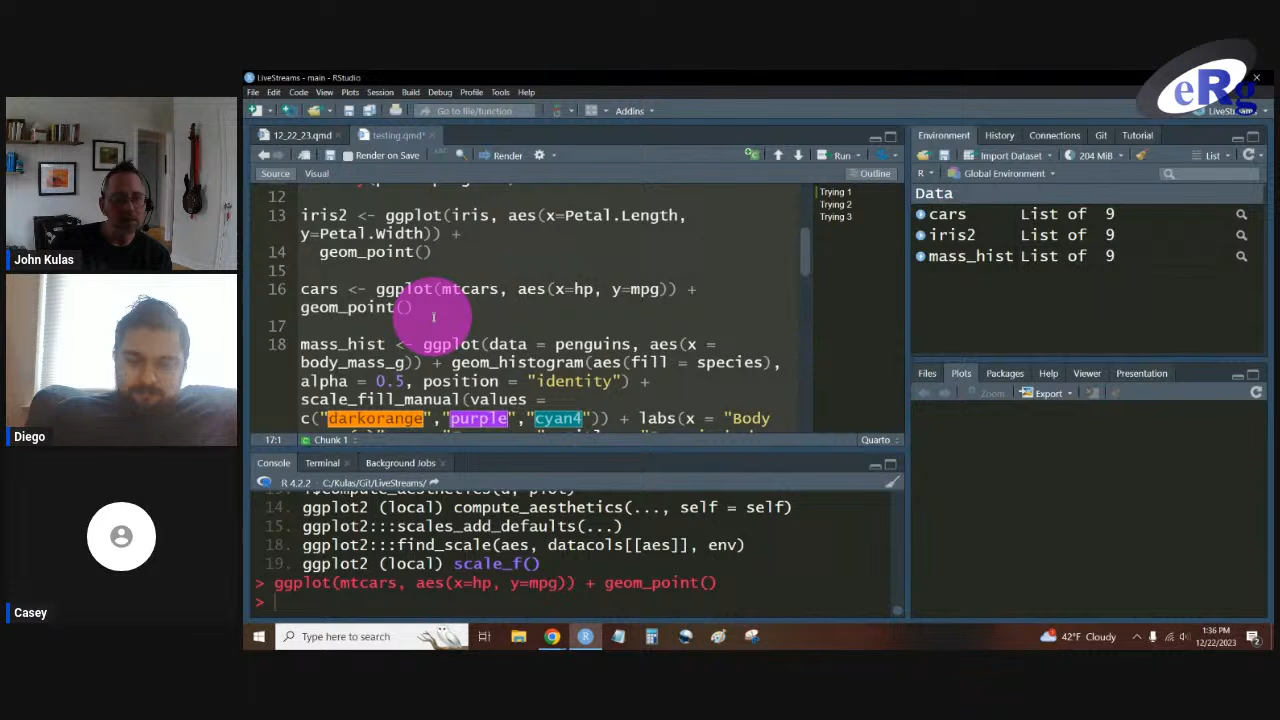 eRg
LiveStreams - main - RStudio
File Edit Code View Plots Session Build Debug Profile Tools Help
Go to file/function Addins LiveStreams
12_22_23.qmd testing.qmd*
Render on Save Render Run
Source Visual Outline
12
13 iris2 <- ggplot(iris, aes(x=Petal.Length,
y=Petal.Width)) +
14 geom_point()
15
16 cars <- ggplot(mtcars, aes(x=hp, y=mpg)) +
geom_point()
17
18 mass_hist <- ggplot(data = penguins, aes(x =
body_mass_g)) + geom_histogram(aes(fill = species),
alpha = 0.5, position = "identity") +
scale_fill_manual(values =
c("darkorange","purple","cyan4")) + labs(x = "Body
Trying 1
Trying 2
Trying 3
17:1 Chunk 1 Quarto
Console Terminal Background Jobs
R 4.2.2 · C:/Kulas/Git/LiveStreams/
14. ggplot2 (local) compute_aesthetics(..., self = self)
15. ggplot2:::scales_add_defaults(...)
18. ggplot2:::find_scale(aes, datacols[[aes]], env)
19. ggplot2 (local) scale_f()
> ggplot(mtcars, aes(x=hp, y=mpg)) + geom_point()
>
Environment History Connections Git Tutorial
Import Dataset 204 MiB List
R Global Environment
Data
cars List of 9
iris2 List of 9
mass_hist List of 9
Files Plots Packages Help Viewer Presentation
Zoom Export
John Kulas
Diego
Casey
Type here to search
42°F Cloudy
1:36 PM
12/22/2023
2